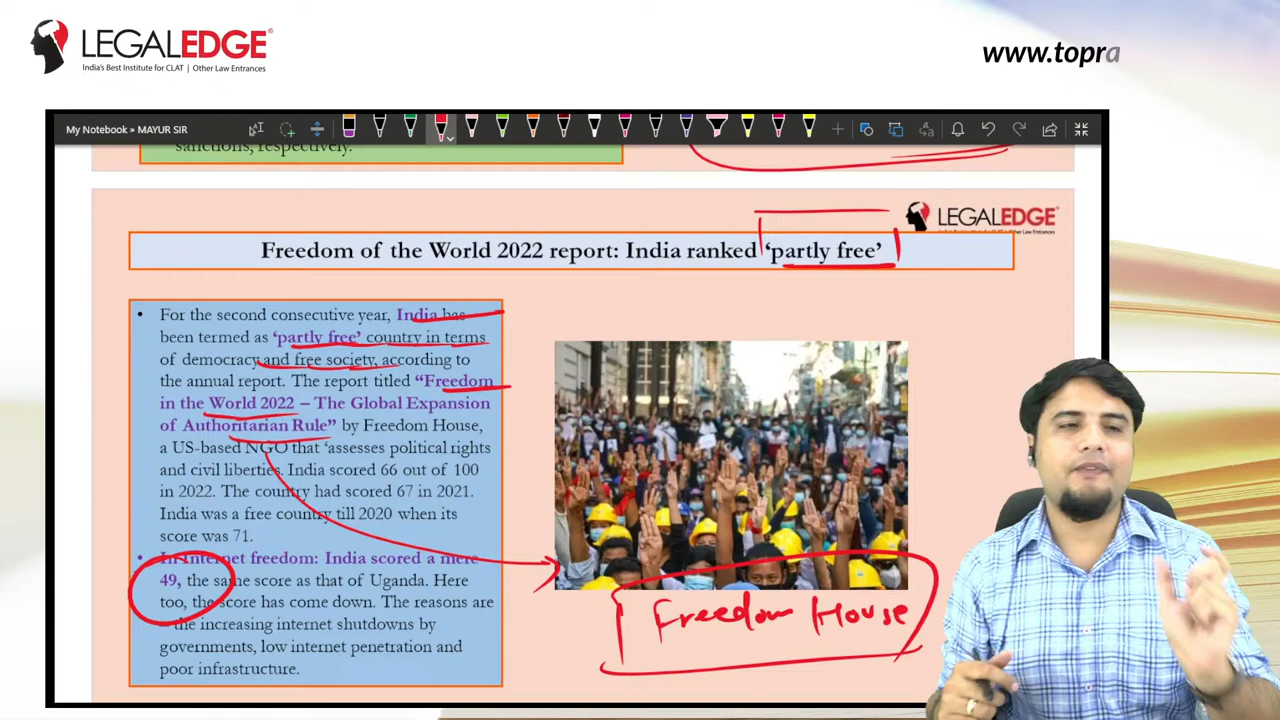 LEGALEDGE
India's Best Institute for CLAT | Other Law Entrances
www.topra
My Notebook » MAYUR SIR
sanctions, respectively.
LEGALEDGE
Freedom of the World 2022 report: India ranked ‘partly free’
• For the second consecutive year, India has
been termed as ‘partly free’ country in terms
of democracy and free society, according to
the annual report. The report titled “Freedom
in the World 2022 – The Global Expansion
of Authoritarian Rule” by Freedom House,
a US-based NGO that ‘assesses political rights
and civil liberties. India scored 66 out of 100
in 2022. The country had scored 67 in 2021.
India was a free country till 2020 when its
score was 71.
• In Internet freedom: India scored a mere
49, the same score as that of Uganda. Here
too, the score has come down. The reasons are
the increasing internet shutdowns by
governments, low internet penetration and
poor infrastructure.
Freedom House